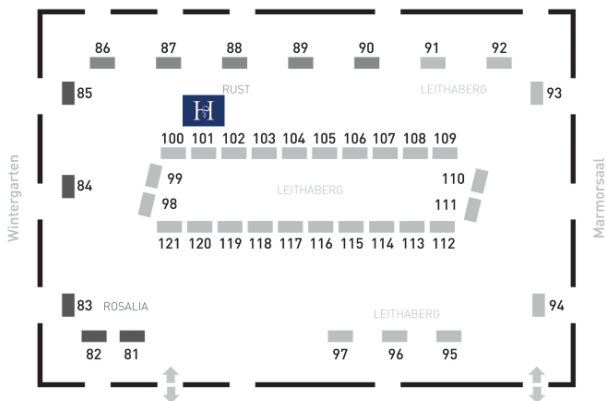 86 87 88 89 90 91 92
85 RUST LEITHABERG 93
H
100 101 102 103 104 105 106 107 108 109
99 110
84 LEITHABERG
98 111
121 120 119 118 117 116 115 114 113 112
83 ROSALIA LEITHABERG 94
82 81 97 96 95
Wintergarten
Marmorsaal